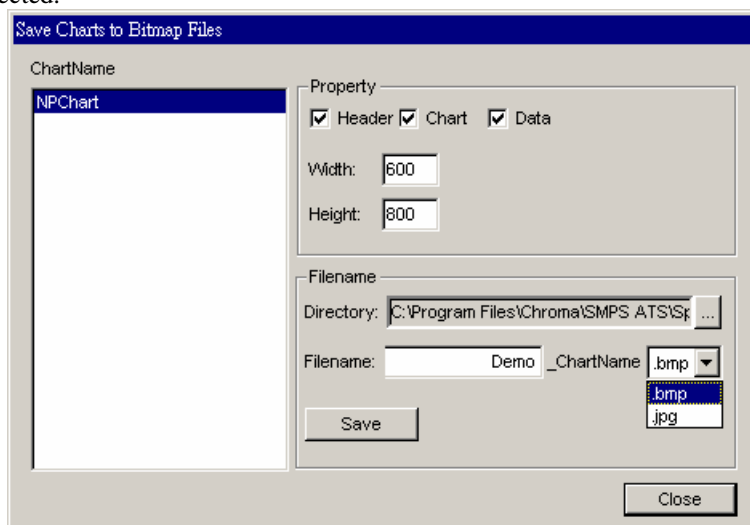 ected.
Save Charts to Bitmap Files
ChartName
NPChart
Property
Header Chart Data
Width: 600
Height: 800
Filename
Directory: C:\Program Files\Chroma\SMPS ATS\Sp ...
Filename: Demo _ChartName .bmp
.bmp
.jpg
Save
Close